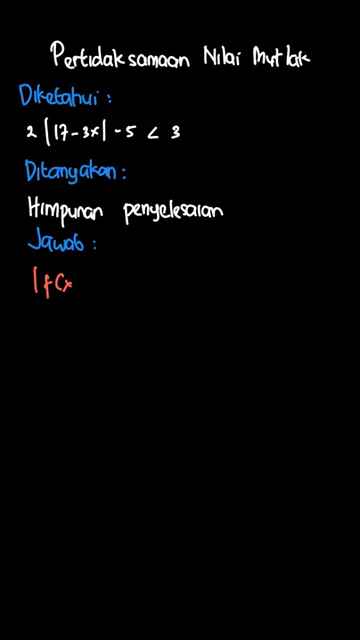 Pertidaksamaan Nilai Mutlak
Diketahui :
2 |17 - 3x| - 5 < 3
Ditanyakan :
Himpunan penyelesaian
Jawab :
|f(x